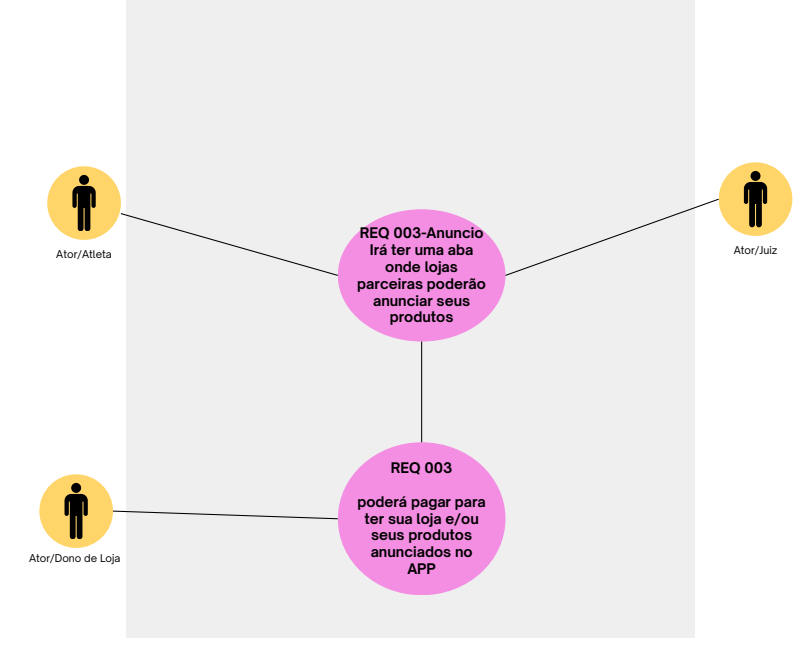 REQ 003-Anuncio
Irá ter uma aba
onde lojas
parceiras poderão
anunciar seus
produtos
Ator/Atleta
Ator/Juiz
REQ 003
poderá pagar para
ter sua loja e/ou
seus produtos
anunciados no
APP
Ator/Dono de Loja